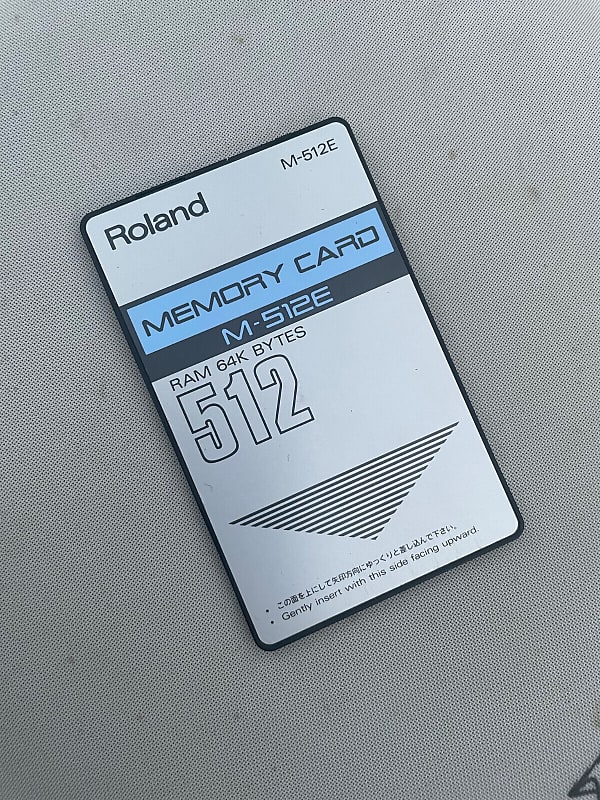 M-512E
Roland
MEMORY CARD
M-512E
RAM 64K BYTES
512
• この面を上にして矢印方向にゆっくりと差し込んで下さい。
• Gently insert with this side facing upward.